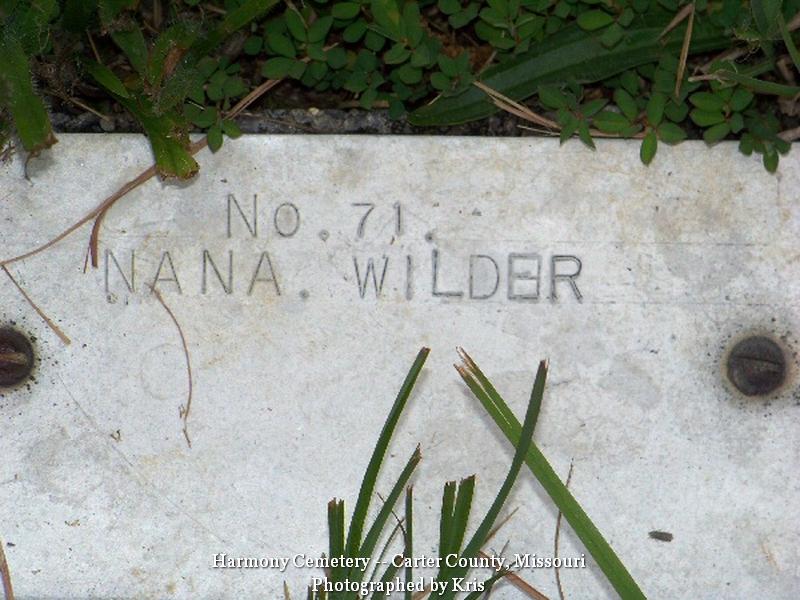 No. 71.
NANA. WILDER
Harmony Cemetery -- Carter County, Missouri
Photographed by Kris